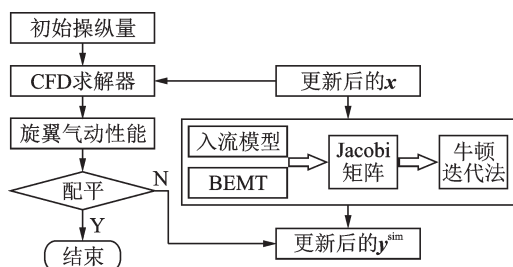 初始操纵量
CFD求解器
更新后的x
旋翼气动性能
入流模型
BEMT
Jacobi
矩阵
牛顿
迭代法
配平
N
Y
结束
更新后的y^sim